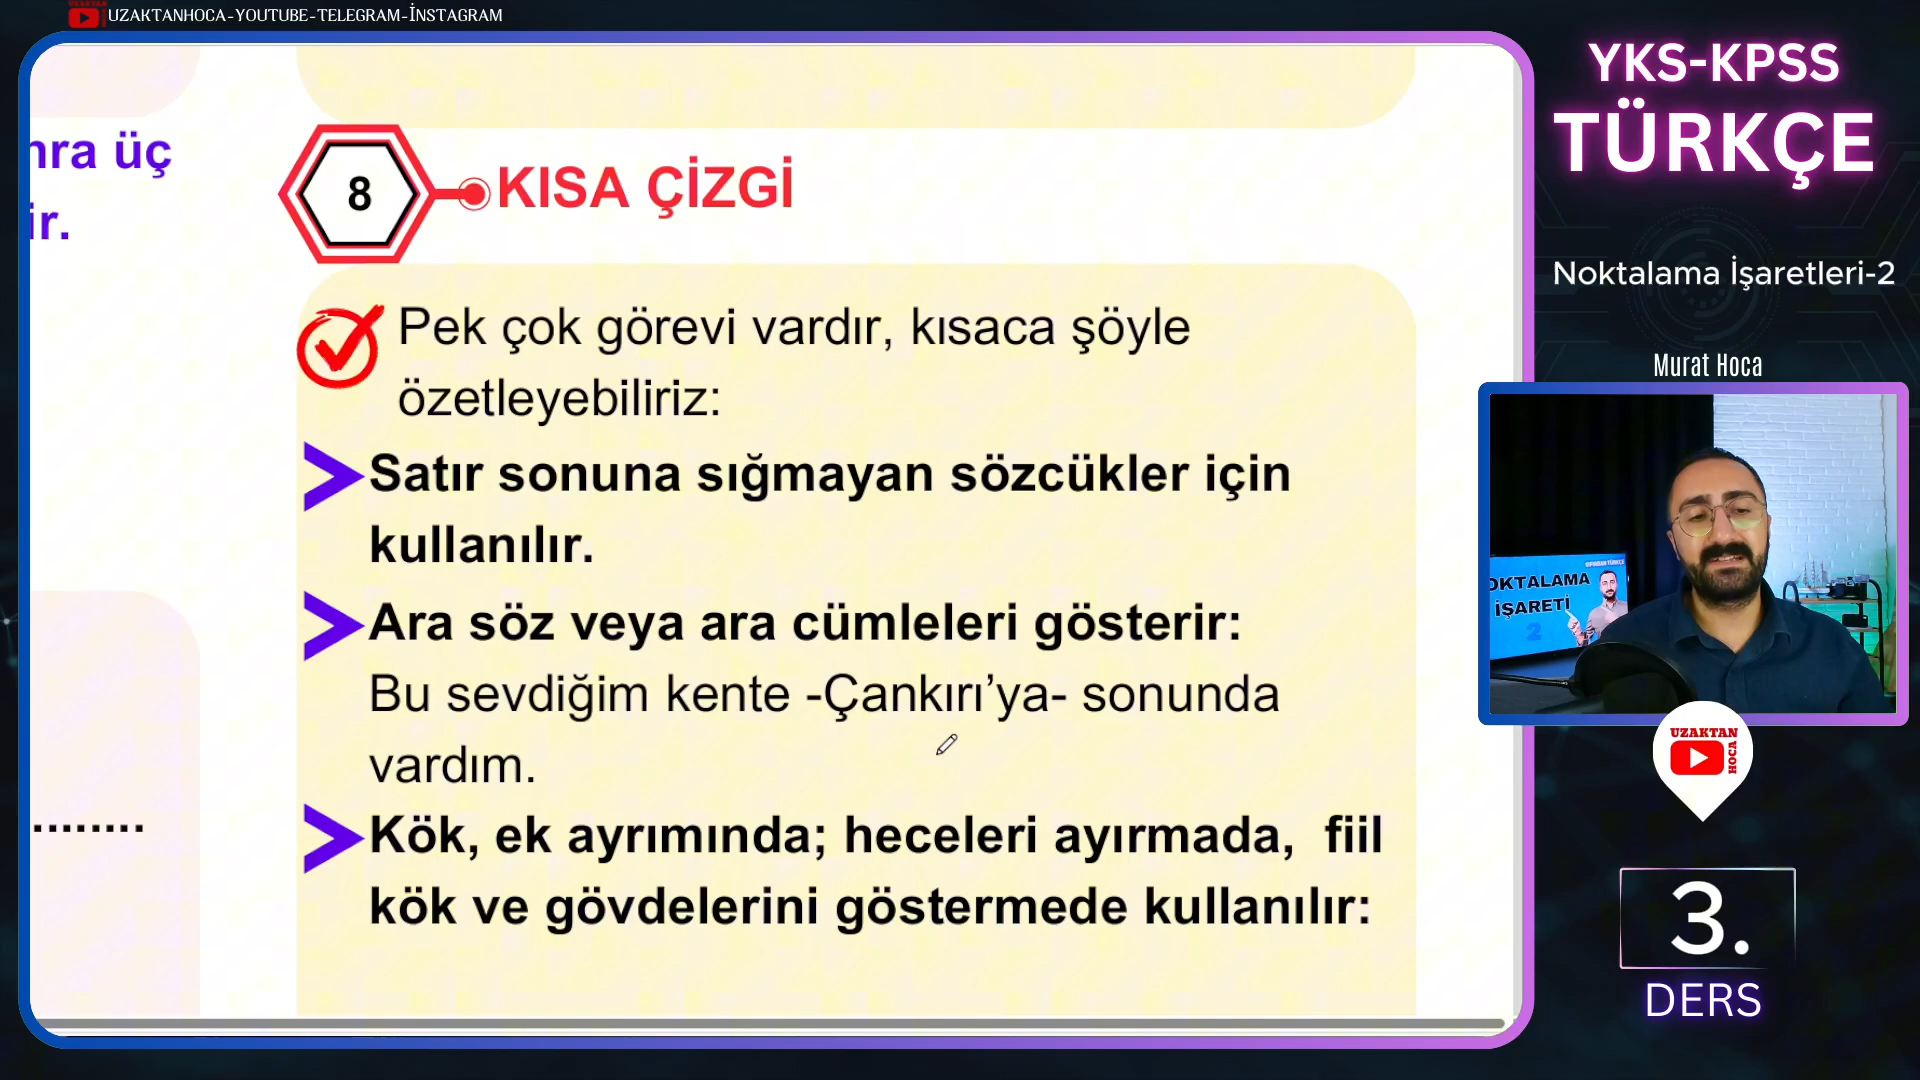 UZAKTANHOCA-YOUTUBE-TELEGRAM-İNSTAGRAM
nra üç
ir.
.........
8
KISA ÇİZGİ
Pek çok görevi vardır, kısaca şöyle
özetleyebiliriz:
Satır sonuna sığmayan sözcükler için
kullanılır.
Ara söz veya ara cümleleri gösterir:
Bu sevdiğim kente -Çankırı’ya- sonunda
vardım.
Kök, ek ayrımında; heceleri ayırmada, fiil
kök ve gövdelerini göstermede kullanılır:
YKS-KPSS
TÜRKÇE
Noktalama İşaretleri-2
Murat Hoca
OKTALAMA
İŞARETİ
2
UZAKTAN
HOCA
3.
DERS